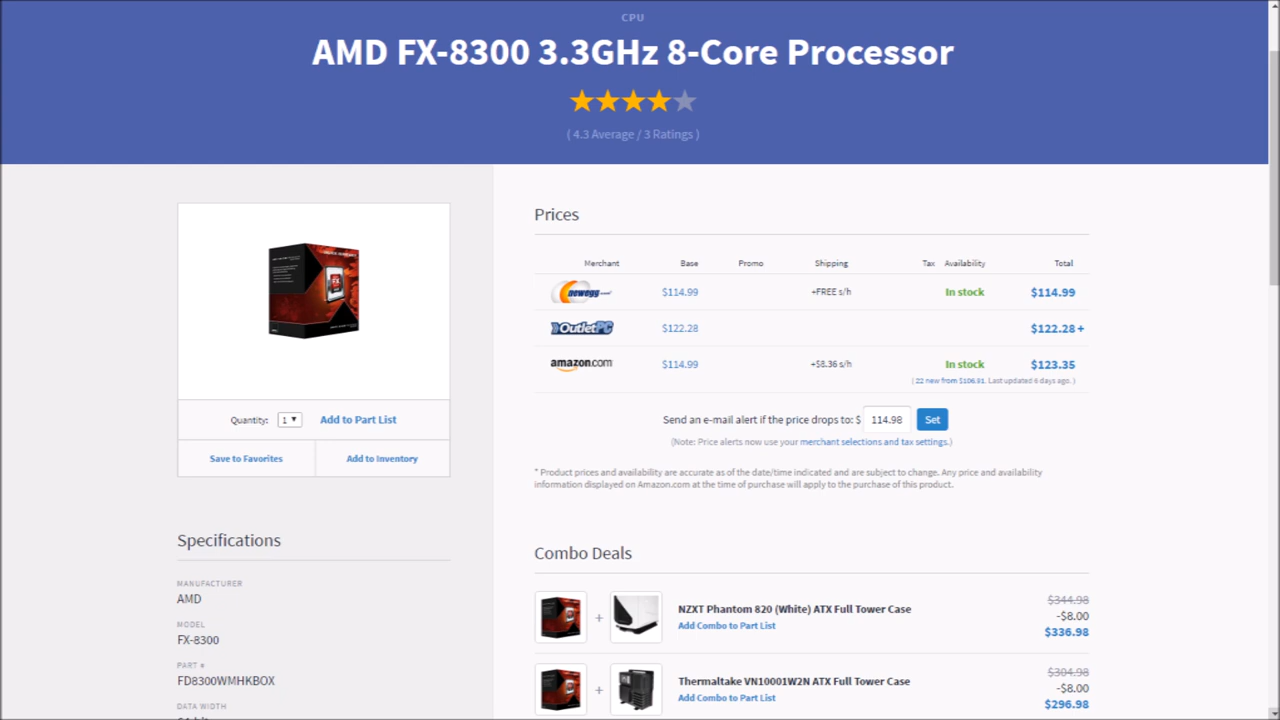 CPU
AMD FX-8300 3.3GHz 8-Core Processor
( 4.3 Average / 3 Ratings )
Quantity: 1 Add to Part List
Save to Favorites Add to Inventory
Specifications
MANUFACTURER
AMD
MODEL
FX-8300
PART #
FD8300WMHKBOX
DATA WIDTH
Prices
Merchant Base Promo Shipping Tax Availability Total
newegg.com $114.99 +FREE s/h In stock $114.99
OutletPC $122.28 $122.28 +
amazon.com $114.99 +$8.36 s/h In stock $123.35
( 22 new from $106.91. Last updated 6 days ago. )
Send an e-mail alert if the price drops to: $ 114.98 Set
(Note: Price alerts now use your merchant selections and tax settings.)
* Product prices and availability are accurate as of the date/time indicated and are subject to change. Any price and availability
information displayed on Amazon.com at the time of purchase will apply to the purchase of this product.
Combo Deals
+ NZXT Phantom 820 (White) ATX Full Tower Case $344.98
Add Combo to Part List -$8.00
$336.98
+ Thermaltake VN10001W2N ATX Full Tower Case $304.98
Add Combo to Part List -$8.00
$296.98